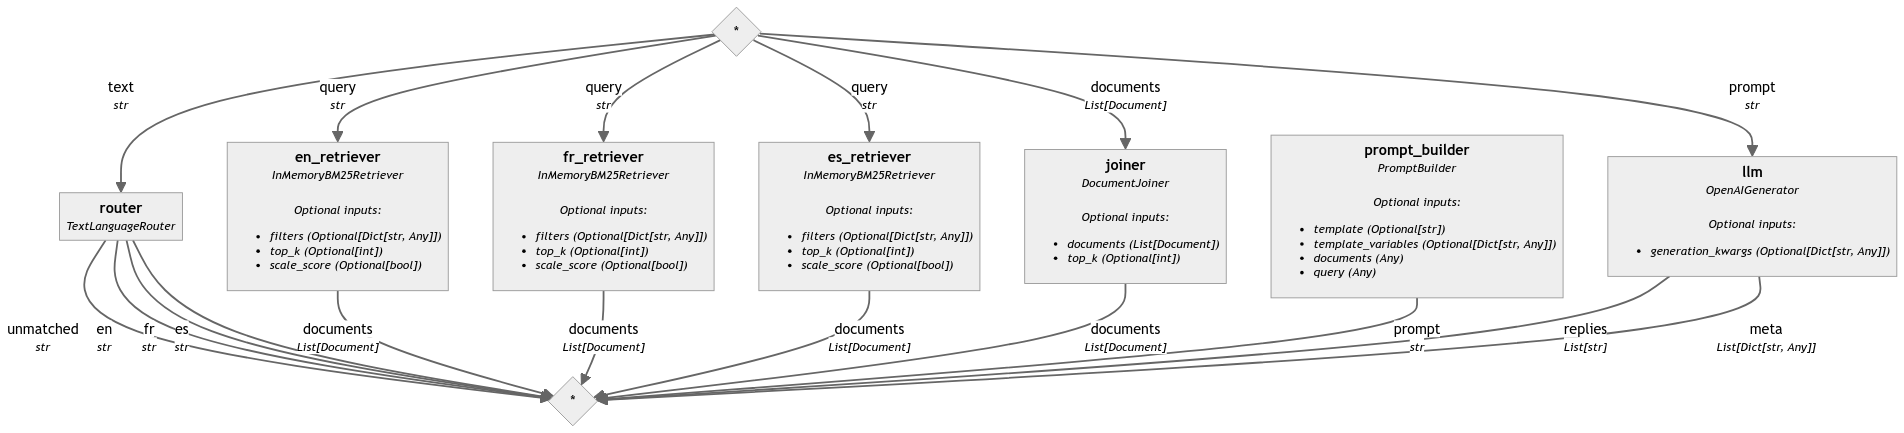 *
text
str
query
str
query
str
query
str
documents
List[Document]
prompt
str
router
TextLanguageRouter
en_retriever
InMemoryBM25Retriever
Optional inputs:
• filters (Optional[Dict[str, Any]])
• top_k (Optional[int])
• scale_score (Optional[bool])
fr_retriever
InMemoryBM25Retriever
Optional inputs:
• filters (Optional[Dict[str, Any]])
• top_k (Optional[int])
• scale_score (Optional[bool])
es_retriever
InMemoryBM25Retriever
Optional inputs:
• filters (Optional[Dict[str, Any]])
• top_k (Optional[int])
• scale_score (Optional[bool])
joiner
DocumentJoiner
Optional inputs:
• documents (List[Document])
• top_k (Optional[int])
prompt_builder
PromptBuilder
Optional inputs:
• template (Optional[str])
• template_variables (Optional[Dict[str, Any]])
• documents (Any)
• query (Any)
llm
OpenAIGenerator
Optional inputs:
• generation_kwargs (Optional[Dict[str, Any]])
unmatched
str
en
str
fr
str
es
str
documents
List[Document]
documents
List[Document]
documents
List[Document]
documents
List[Document]
prompt
str
replies
List[str]
meta
List[Dict[str, Any]]
*